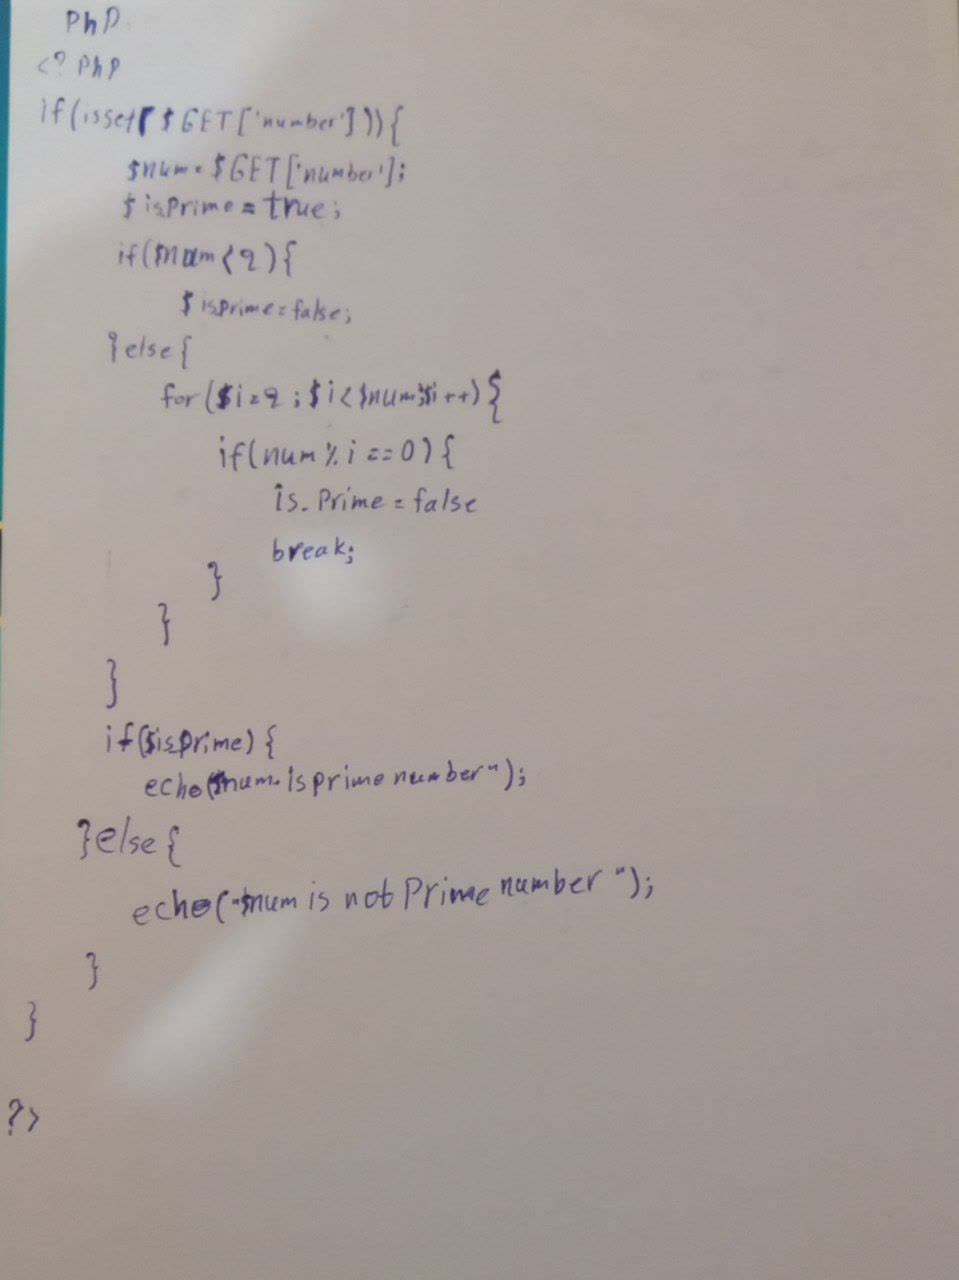 PhP
<? PhP
if(isset($GET['number'])){
$num=$GET['number'];
$isPrime=true;
if($num<2){
$isprime=false;
}else{
for($i=2;$i<$num;$i++){
if(num%i==0){
is.Prime=false
break;
}
}
}
if($isprime){
echo($num.isprime number");
}else{
echo("$num is not Prime number");
}
}
?>